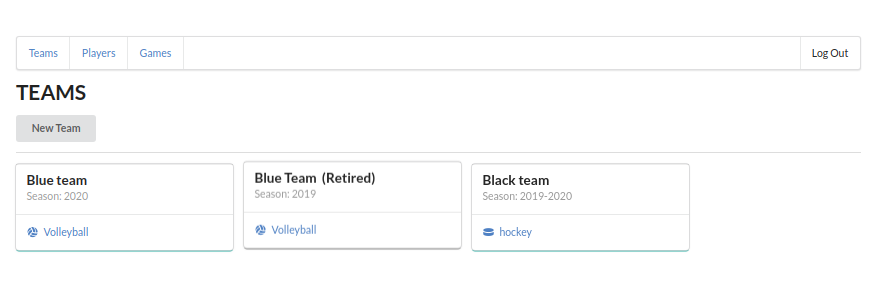 Teams Players Games Log Out
TEAMS
New Team
Blue team
Season: 2020
Volleyball
Blue Team (Retired)
Season: 2019
Volleyball
Black team
Season: 2019-2020
hockey